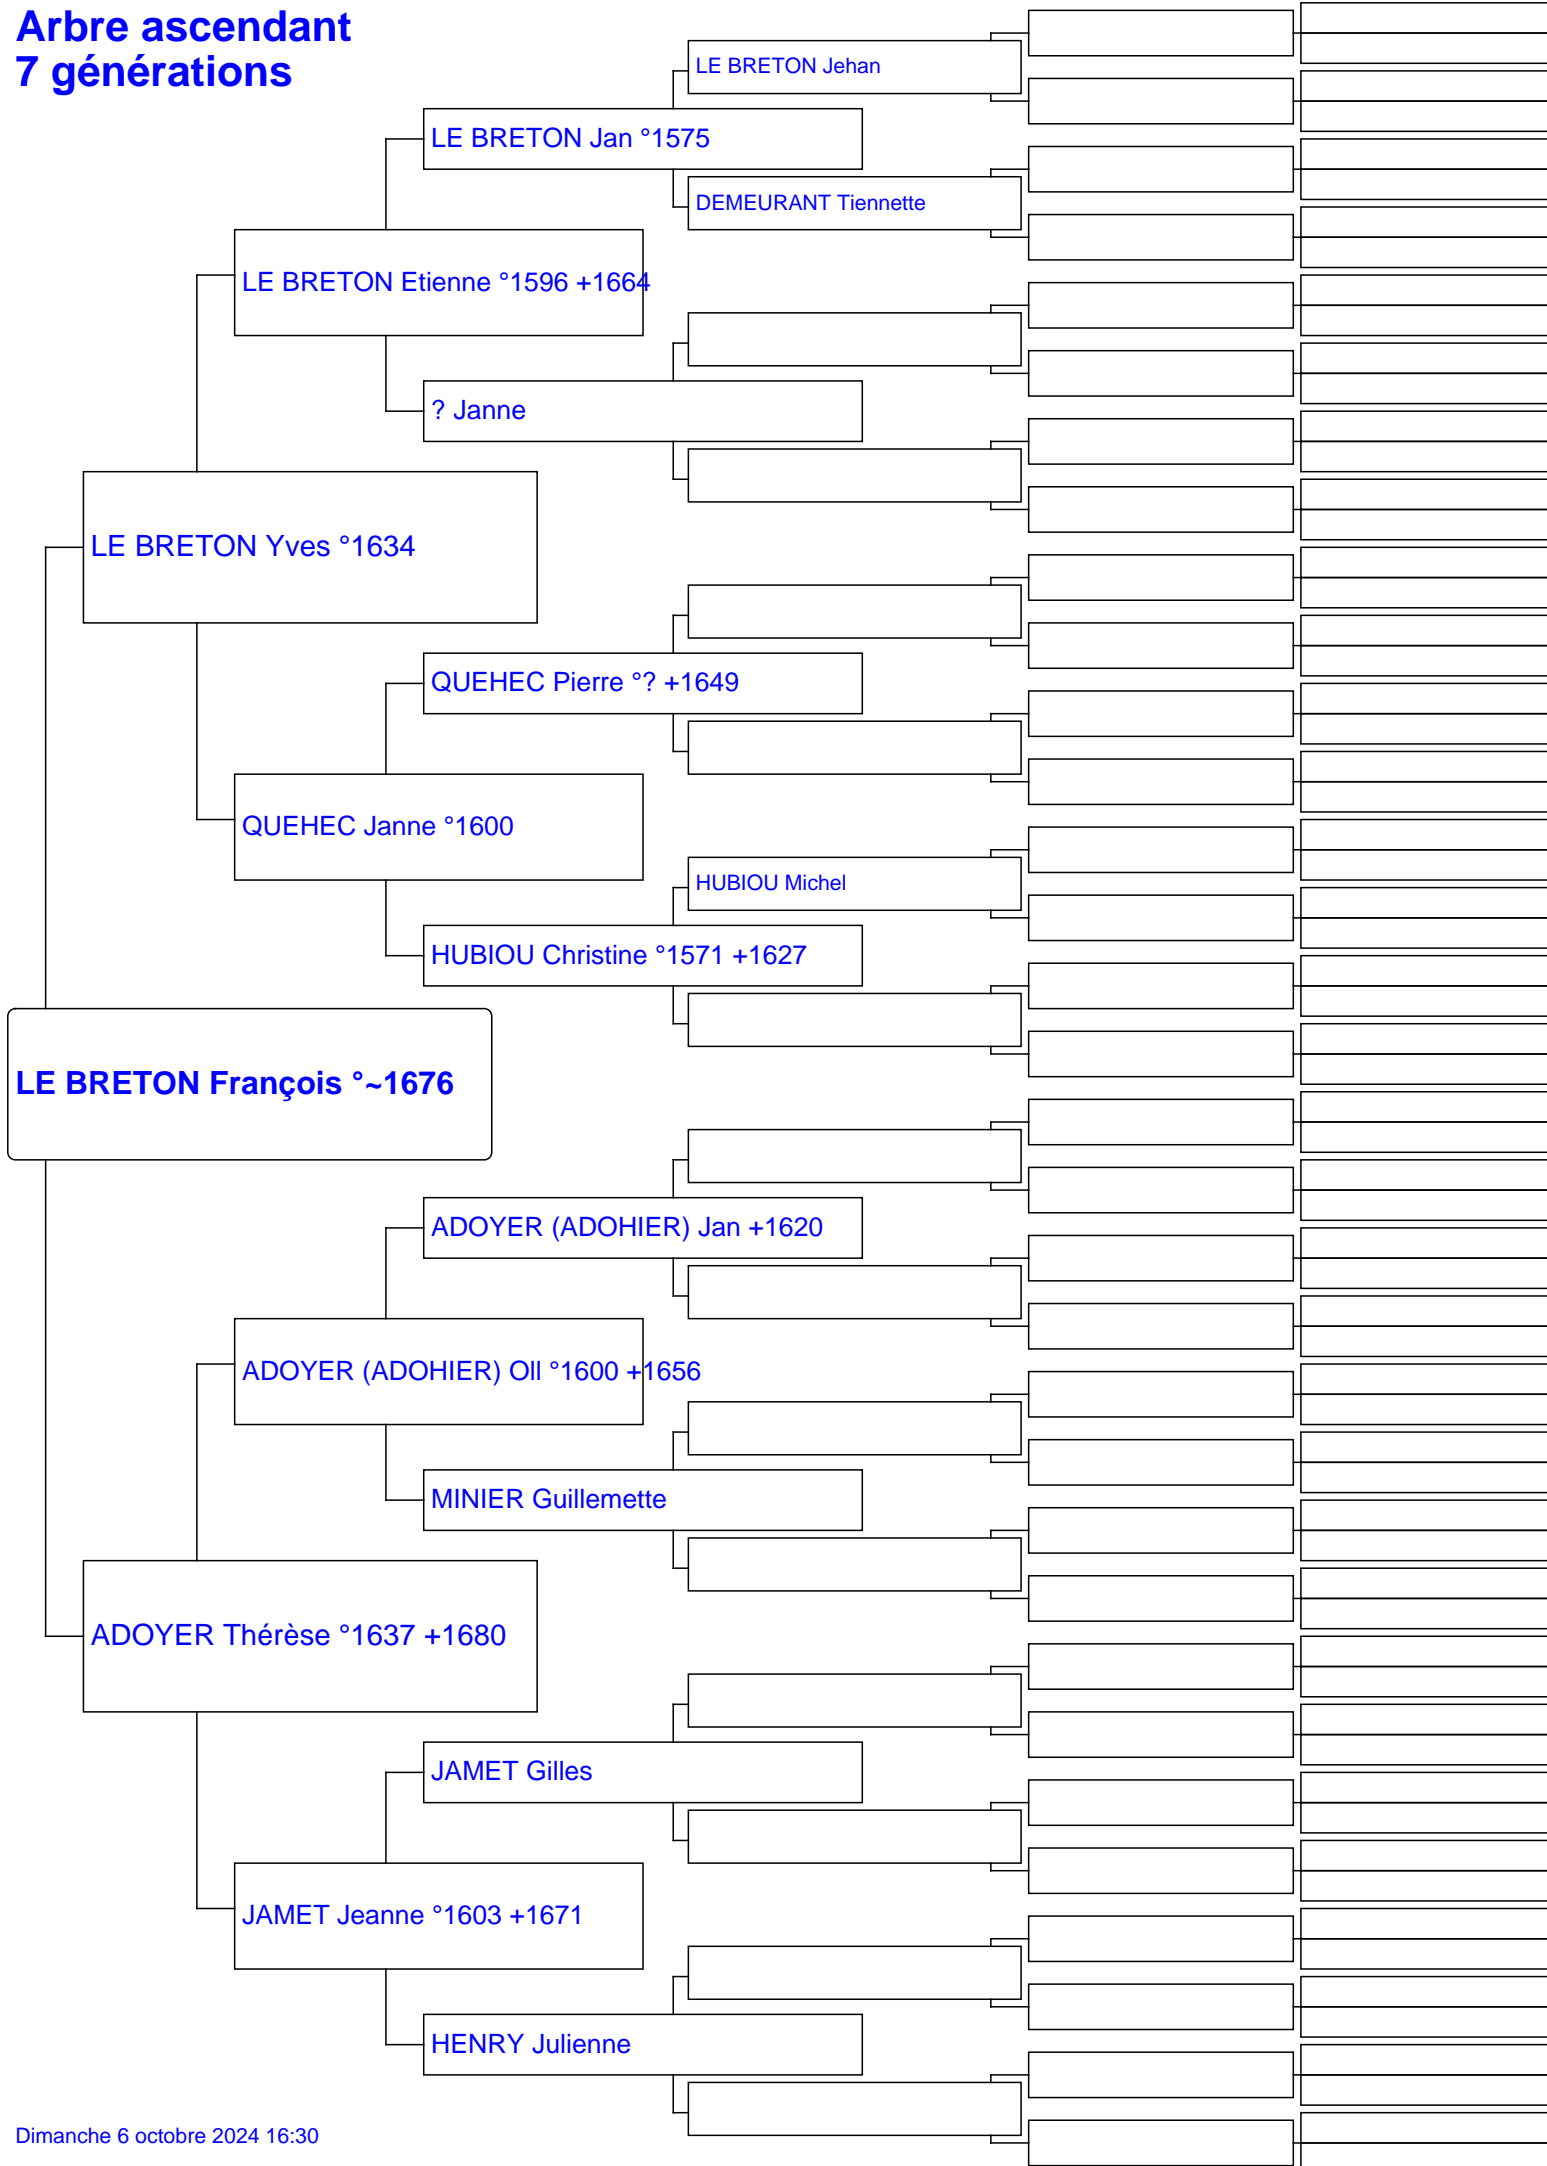 Arbre ascendant
7 générations
LE BRETON Jehan
LE BRETON Jan °1575
DEMEURANT Tiennette
LE BRETON Etienne °1596 +1664
? Janne
LE BRETON Yves °1634
QUEHEC Pierre °? +1649
QUEHEC Janne °1600
HUBIOU Michel
HUBIOU Christine °1571 +1627
LE BRETON François °~1676
ADOYER (ADOHIER) Jan +1620
ADOYER (ADOHIER) Oll °1600 +1656
MINIER Guillemette
ADOYER Thérèse °1637 +1680
JAMET Gilles
JAMET Jeanne °1603 +1671
HENRY Julienne
Dimanche 6 octobre 2024 16:30